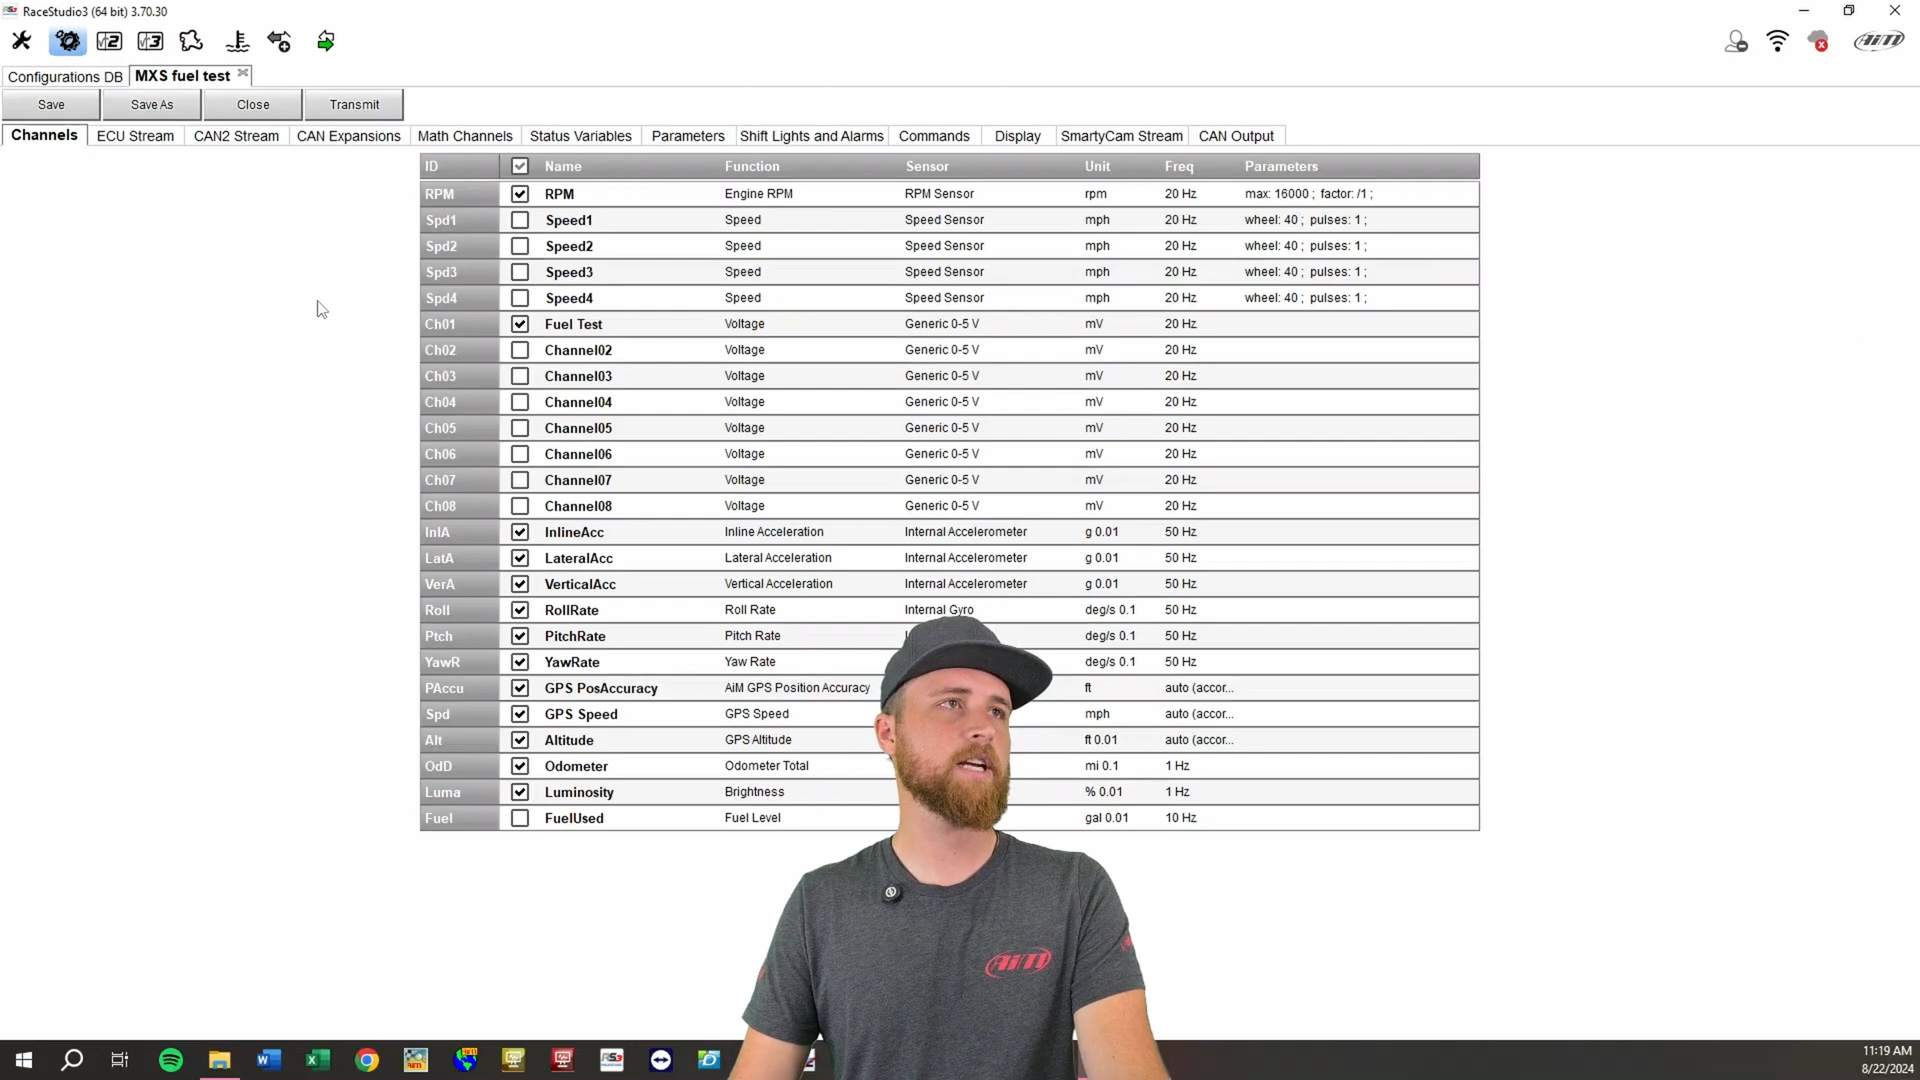 RaceStudio3 (64 bit) 3.70.30
AiM
Configurations DB MXS fuel test
Save Save As Close Transmit
Channels ECU Stream CAN2 Stream CAN Expansions Math Channels Status Variables Parameters Shift Lights and Alarms Commands Display SmartyCam Stream CAN Output
ID Name Function Sensor Unit Freq Parameters
RPM RPM Engine RPM RPM Sensor rpm 20 Hz max: 16000 ; factor: /1 ;
Spd1 Speed1 Speed Speed Sensor mph 20 Hz wheel: 40 ; pulses: 1 ;
Spd2 Speed2 Speed Speed Sensor mph 20 Hz wheel: 40 ; pulses: 1 ;
Spd3 Speed3 Speed Speed Sensor mph 20 Hz wheel: 40 ; pulses: 1 ;
Spd4 Speed4 Speed Speed Sensor mph 20 Hz wheel: 40 ; pulses: 1 ;
Ch01 Fuel Test Voltage Generic 0-5 V mV 20 Hz
Ch02 Channel02 Voltage Generic 0-5 V mV 20 Hz
Ch03 Channel03 Voltage Generic 0-5 V mV 20 Hz
Ch04 Channel04 Voltage Generic 0-5 V mV 20 Hz
Ch05 Channel05 Voltage Generic 0-5 V mV 20 Hz
Ch06 Channel06 Voltage Generic 0-5 V mV 20 Hz
Ch07 Channel07 Voltage Generic 0-5 V mV 20 Hz
Ch08 Channel08 Voltage Generic 0-5 V mV 20 Hz
InlA InlineAcc Inline Acceleration Internal Accelerometer g 0.01 50 Hz
LatA LateralAcc Lateral Acceleration Internal Accelerometer g 0.01 50 Hz
VerA VerticalAcc Vertical Acceleration Internal Accelerometer g 0.01 50 Hz
Roll RollRate Roll Rate Internal Gyro deg/s 0.1 50 Hz
Ptch PitchRate Pitch Rate deg/s 0.1 50 Hz
YawR YawRate Yaw Rate deg/s 0.1 50 Hz
PAccu GPS PosAccuracy AiM GPS Position Accuracy ft auto (accor...
Spd GPS Speed GPS Speed mph auto (accor...
Alt Altitude GPS Altitude ft 0.01 auto (accor...
OdD Odometer Odometer Total mi 0.1 1 Hz
Luma Luminosity Brightness % 0.01 1 Hz
Fuel FuelUsed Fuel Level gal 0.01 10 Hz
AiM
11:19 AM
8/22/2024